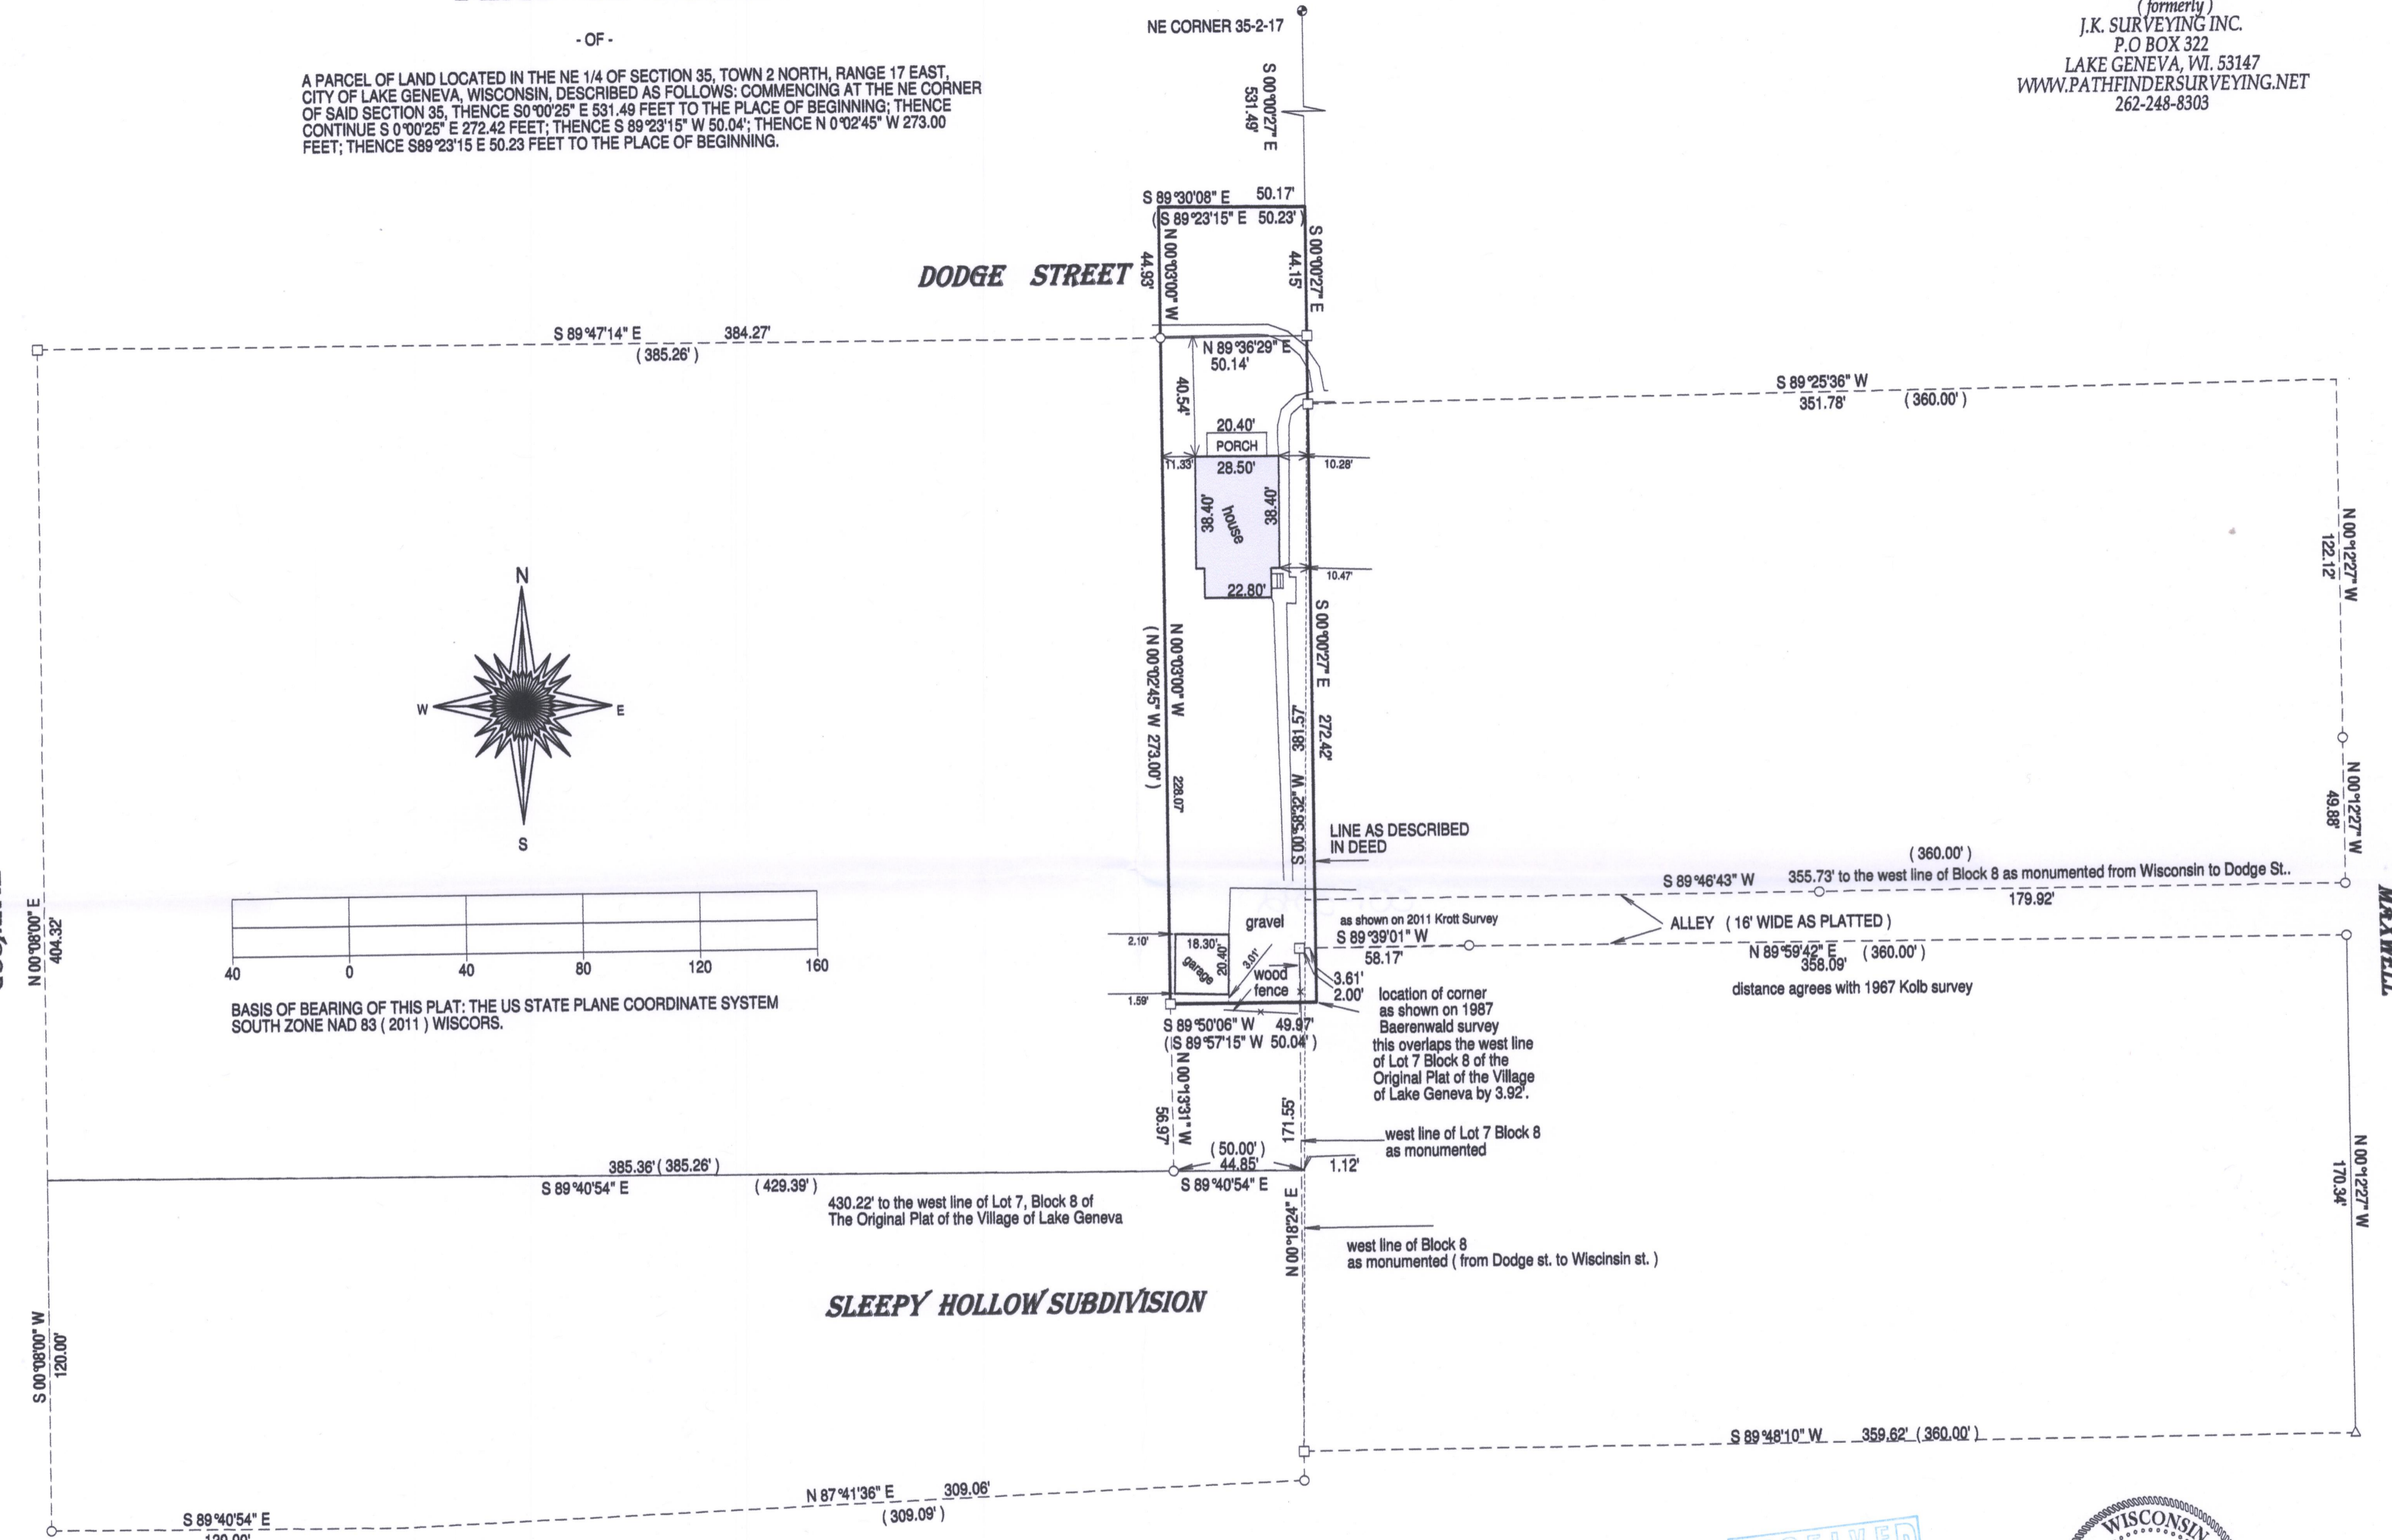 - OF -
A PARCEL OF LAND LOCATED IN THE NE 1/4 OF SECTION 35, TOWN 2 NORTH, RANGE 17 EAST,
CITY OF LAKE GENEVA, WISCONSIN, DESCRIBED AS FOLLOWS: COMMENCING AT THE NE CORNER
OF SAID SECTION 35, THENCE S0°00'25" E 531.49 FEET TO THE PLACE OF BEGINNING; THENCE
CONTINUE S 0°00'25" E 272.42 FEET; THENCE S 89°23'15" W 50.04'; THENCE N 0°02'45" W 273.00
FEET; THENCE S89°23'15 E 50.23 FEET TO THE PLACE OF BEGINNING.
NE CORNER 35-2-17
S 00°00'27" E
531.49'
( formerly )
J.K. SURVEYING INC.
P.O BOX 322
LAKE GENEVA, WI. 53147
WWW.PATHFINDERSURVEYING.NET
262-248-8303
S 89°30'08" E 50.17'
( S 89°23'15" E 50.23' )
N 00°03'00" W
44.93'
S 00°00'27" E
44.15'
DODGE STREET
S 89°47'14" E 384.27'
( 385.26' )
N 89°36'29" E
50.14'
40.54'
S 89°25'36" W
351.78' ( 360.00' )
20.40'
PORCH
11.33'
28.50'
10.28'
38.40'
house
38.40'
22.80'
10.47'
N 00°12'27" W
122.12'
N
W
E
S
N 00°03'00" W
228.07
( N 00°02'45" W 273.00' )
S 00°00'27" E
272.42'
S 00°58'32" W 381.57'
LINE AS DESCRIBED
IN DEED
N 00°12'27" W
49.88'
( 360.00' )
S 89°46'43" W 355.73' to the west line of Block 8 as monumented from Wisconsin to Dodge St..
179.92'
N 00°08'00" E
404.32'
40 0 40 80 120 160
BASIS OF BEARING OF THIS PLAT: THE US STATE PLANE COORDINATE SYSTEM
SOUTH ZONE NAD 83 ( 2011 ) WISCORS.
gravel
as shown on 2011 Krott Survey
S 89°39'01" W
58.17'
ALLEY ( 16' WIDE AS PLATTED )
N 89°59'42" E ( 360.00' )
358.09'
distance agrees with 1967 Kolb survey
MAXWELL
2.10'
18.30'
20.40'
garage
3.01'
wood
fence
1.59'
3.61'
2.00'
location of corner
as shown on 1987
Baerenwald survey
this overlaps the west line
of Lot 7 Block 8 of the
Original Plat of the Village
of Lake Geneva by 3.92'.
S 89°50'06" W 49.97'
( S 89°57'15" W 50.04' )
N 00°13'31" W
56.97'
171.55'
west line of Lot 7 Block 8
as monumented
( 50.00' )
44.85'
S 89°40'54" E
1.12'
385.36' ( 385.26' )
S 89°40'54" E ( 429.39' )
430.22' to the west line of Lot 7, Block 8 of
The Original Plat of the Village of Lake Geneva
N 00°18'24" E
west line of Block 8
as monumented ( from Dodge st. to Wiscinsin st. )
N 00°12'27" W
170.34'
SLEEPY HOLLOW SUBDIVISION
S 00°08'00" W
120.00'
S 89°48'10" W 359.62' ( 360.00' )
N 87°41'36" E 309.06'
( 309.09' )
S 89°40'54" E
WISCONSIN